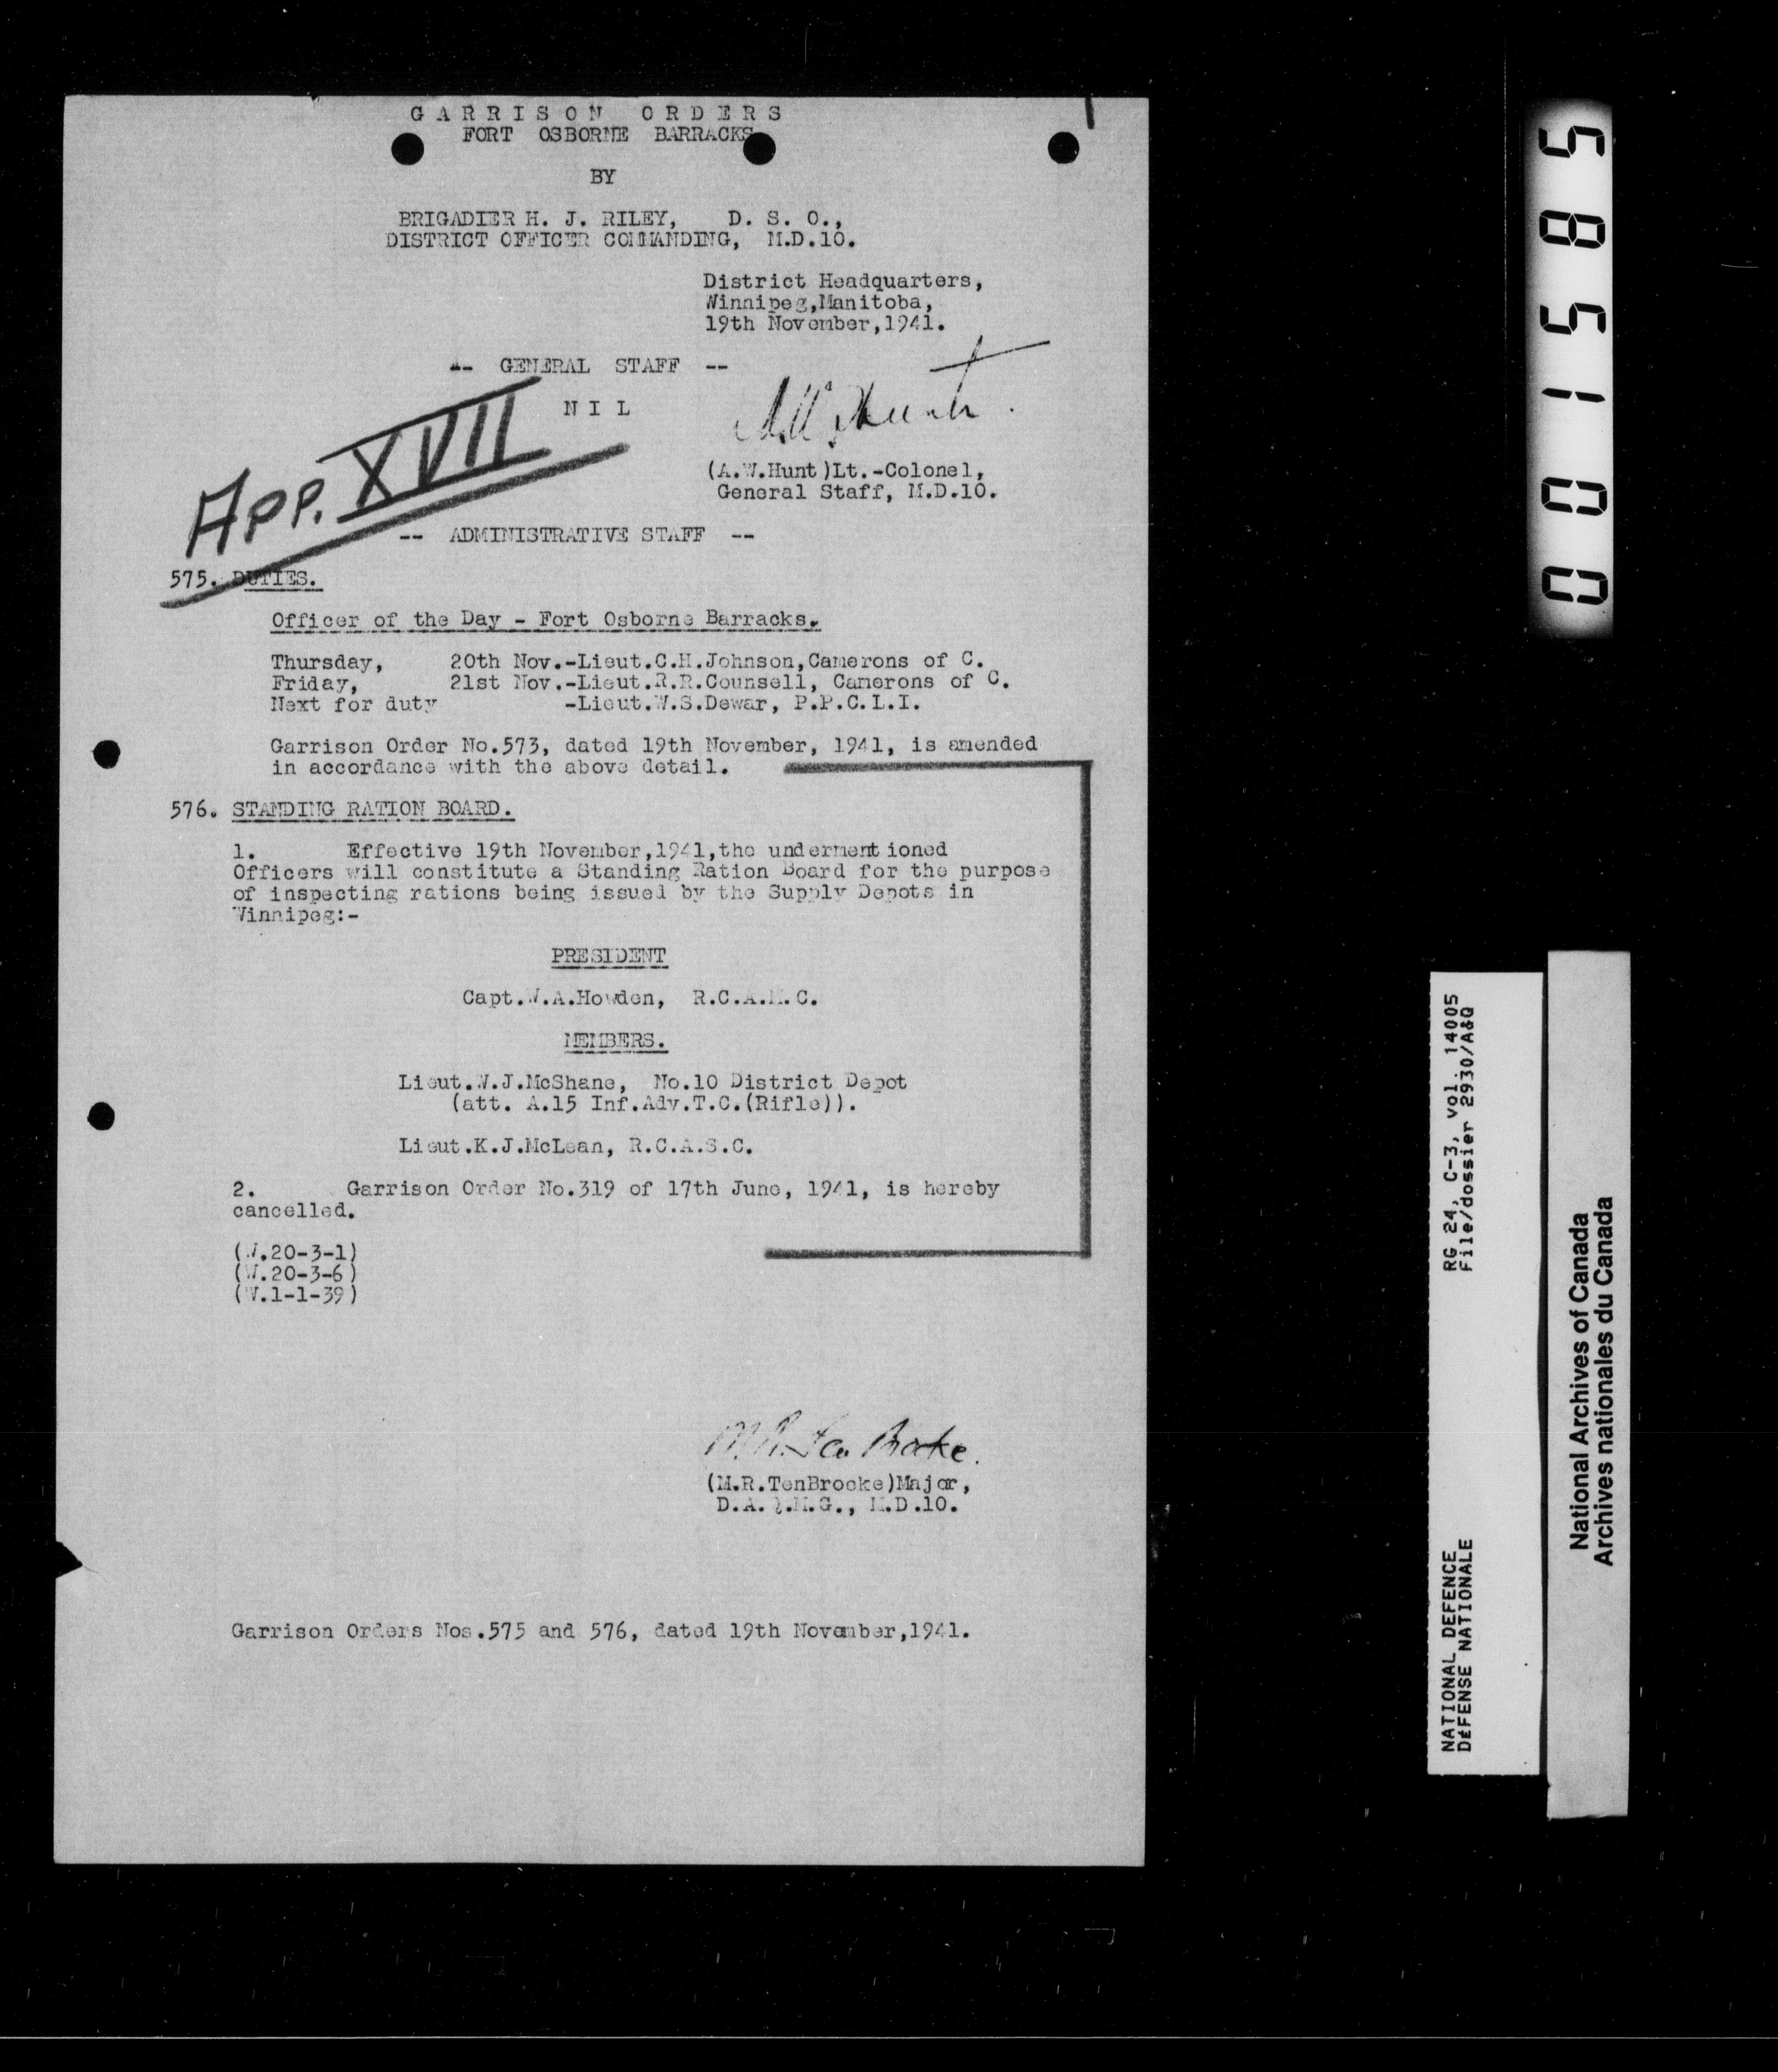 GARRISON ORDERS
FORT OSBORNE BARRACKS
BY
BRIGADIER H. J. RILEY, D. S. O.,
DISTRICT OFFICER COMMANDING, M.D.10.
District Headquarters,
Winnipeg,Manitoba,
19th November,1941.
-- GENERAL STAFF --
N I L
App. XVII
A.W. Hunt.
(A.W.Hunt)Lt.-Colonel,
General Staff, M.D.10.
-- ADMINISTRATIVE STAFF --
575. DUTIES.
Officer of the Day - Fort Osborne Barracks.
Thursday, 20th Nov.-Lieut.C.H.Johnson,Camerons of C.
Friday, 21st Nov.-Lieut.R.R.Counsell, Camerons of C.
Next for duty -Lieut.W.S.Dewar, P.P.C.L.I.
Garrison Order No.573, dated 19th November, 1941, is amended
in accordance with the above detail.
576. STANDING RATION BOARD.
1. Effective 19th November,1941,the undermentioned
Officers will constitute a Standing Ration Board for the purpose
of inspecting rations being issued by the Supply Depots in
Winnipeg:-
PRESIDENT
Capt.W.A.Howden, R.C.A.M.C.
MEMBERS.
Lieut.W.J.McShane, No.10 District Depot
(att. A.15 Inf.Adv.T.C.(Rifle)).
Lieut.K.J.McLean, R.C.A.S.C.
2. Garrison Order No.319 of 17th June, 1941, is hereby
cancelled.
(W.20-3-1)
(W.20-3-6)
(W.1-1-39)
M.R. Ten Broeke.
(M.R.TenBroeke)Major,
D.A.Q.M.G., M.D.10.
Garrison Orders Nos.575 and 576, dated 19th November,1941.
001585
RG 24, C-3, vol. 14005
File/dossier 2930/A&Q
NATIONAL DEFENCE
DÉFENSE NATIONALE
National Archives of Canada
Archives nationales du Canada